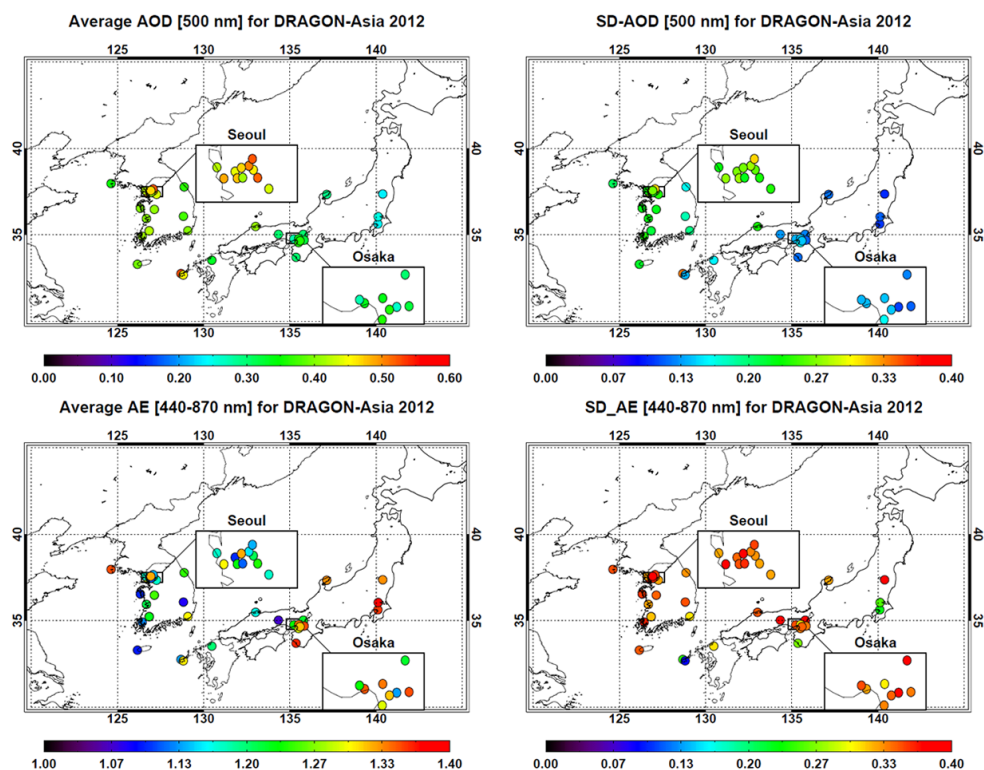 Average AOD [500 nm] for DRAGON-Asia 2012
125 130 135 140
40
35
Seoul
Osaka
40
35
125 130 135 140
0.00 0.10 0.20 0.30 0.40 0.50 0.60
SD-AOD [500 nm] for DRAGON-Asia 2012
125 130 135 140
40
35
Seoul
Osaka
40
35
125 130 135 140
0.00 0.07 0.13 0.20 0.27 0.33 0.40
Average AE [440-870 nm] for DRAGON-Asia 2012
125 130 135 140
40
35
Seoul
Osaka
40
35
125 130 135 140
1.00 1.07 1.13 1.20 1.27 1.33 1.40
SD_AE [440-870 nm] for DRAGON-Asia 2012
125 130 135 140
40
35
Seoul
Osaka
40
35
125 130 135 140
0.00 0.07 0.13 0.20 0.27 0.33 0.40